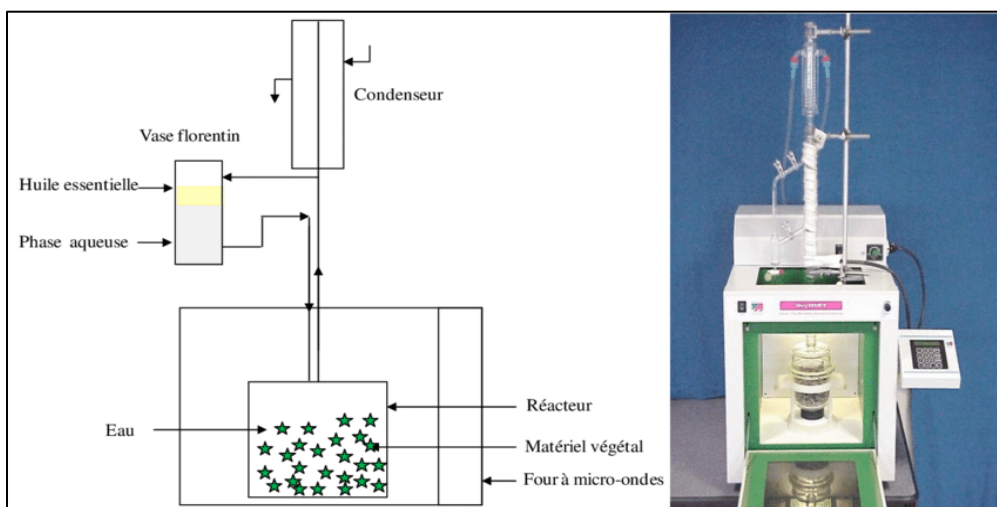 Condenseur
Vase florentin
Huile essentielle
Phase aqueuse
Réacteur
Eau
Matériel végétal
Four à micro-ondes